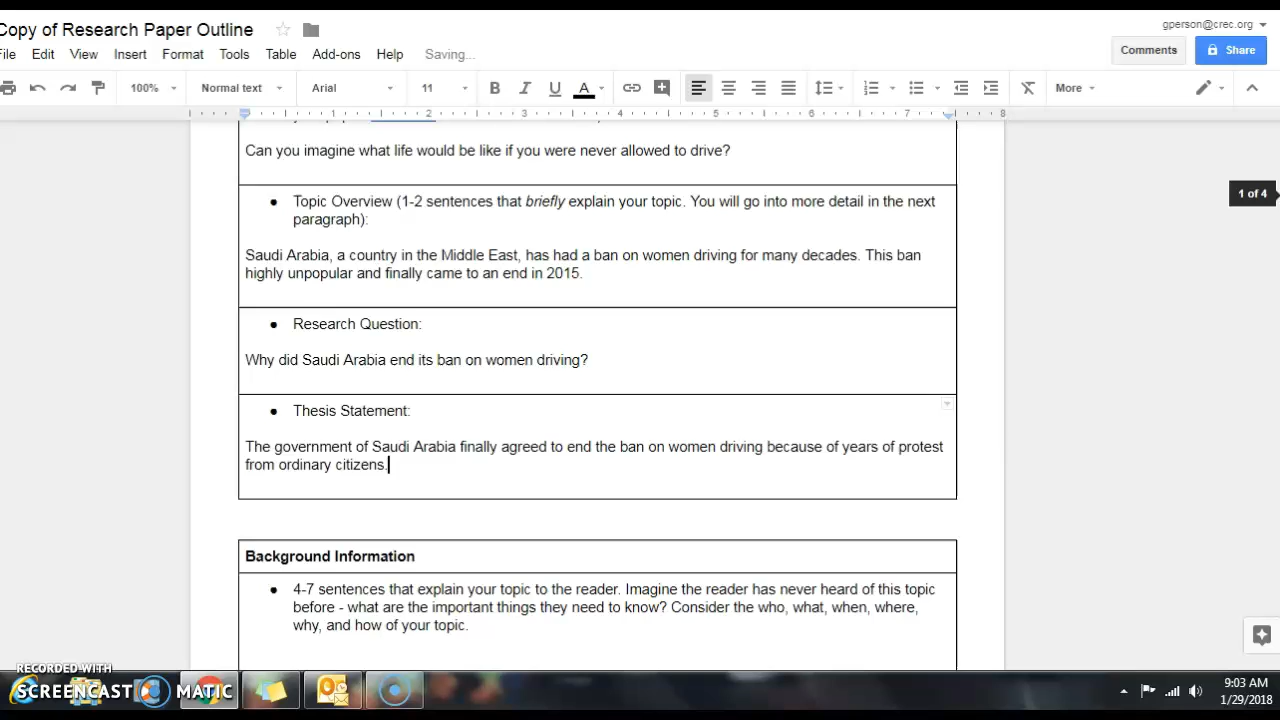 Copy of Research Paper Outline
gperson@crec.org
File Edit View Insert Format Tools Table Add-ons Help Saving...
Comments
Share
100% Normal text Arial 11 B I U A More
1 2 3 4 5 6 7 8
Can you imagine what life would be like if you were never allowed to drive?
1 of 4
● Topic Overview (1-2 sentences that briefly explain your topic. You will go into more detail in the next
paragraph):
Saudi Arabia, a country in the Middle East, has had a ban on women driving for many decades. This ban
highly unpopular and finally came to an end in 2015.
● Research Question:
Why did Saudi Arabia end its ban on women driving?
● Thesis Statement:
The government of Saudi Arabia finally agreed to end the ban on women driving because of years of protest
from ordinary citizens.
Background Information
● 4-7 sentences that explain your topic to the reader. Imagine the reader has never heard of this topic
before - what are the important things they need to know? Consider the who, what, when, where,
why, and how of your topic.
RECORDED WITH
SCREENCAST MATIC
9:03 AM
1/29/2018